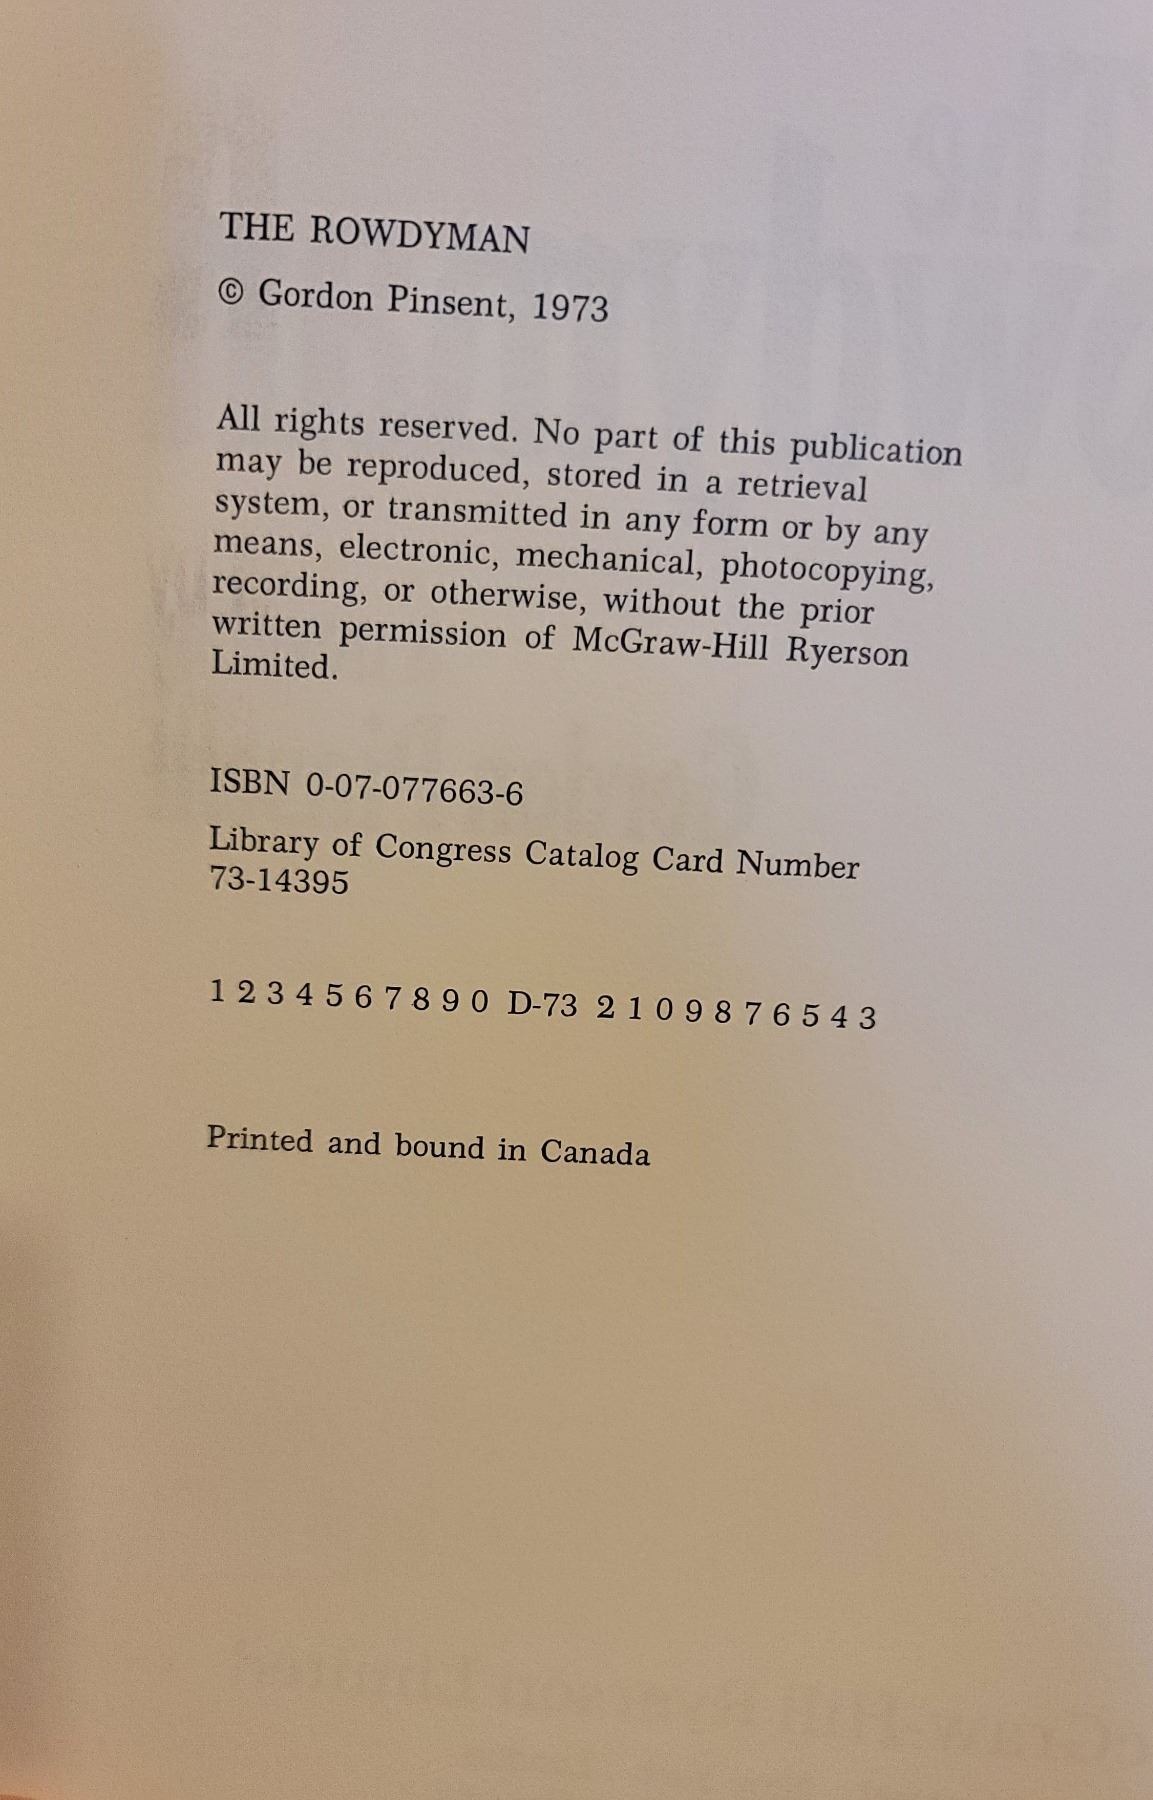 THE ROWDYMAN
© Gordon Pinsent, 1973
All rights reserved. No part of this publication
may be reproduced, stored in a retrieval
system, or transmitted in any form or by any
means, electronic, mechanical, photocopying,
recording, or otherwise, without the prior
written permission of McGraw-Hill Ryerson
Limited.
ISBN 0-07-077663-6
Library of Congress Catalog Card Number
73-14395
1 2 3 4 5 6 7 8 9 0 D-73 2 1 0 9 8 7 6 5 4 3
Printed and bound in Canada